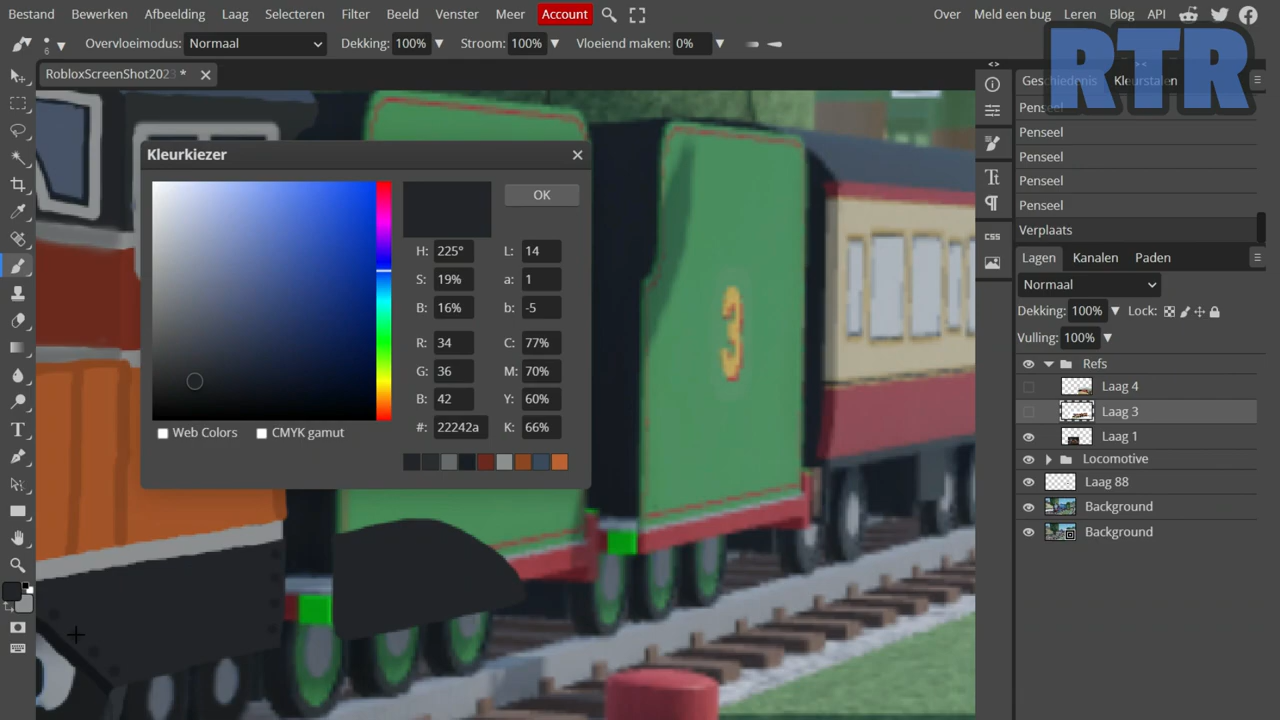 Bestand Bewerken Afbeelding Laag Selecteren Filter Beeld Venster Meer Account Over Meld een bug Leren Blog API
6 Overvloeimodus: Normaal Dekking: 100% Stroom: 100% Vloeiend maken: 0%
RTR
RobloxScreenShot2023 *
Geschiedenis Kleurstalen
Penseel
Penseel
Penseel
Penseel
Penseel
Verplaats
Kleurkiezer
OK
H: 225° L: 14
S: 19% a: 1
B: 16% b: -5
R: 34 C: 77%
G: 36 M: 70%
B: 42 Y: 60%
#: 22242a K: 66%
Web Colors CMYK gamut
3
CSS
Lagen Kanalen Paden
Normaal
Dekking: 100% Lock:
Vulling: 100%
Refs
Laag 4
Laag 3
Laag 1
Locomotive
Laag 88
Background
Background